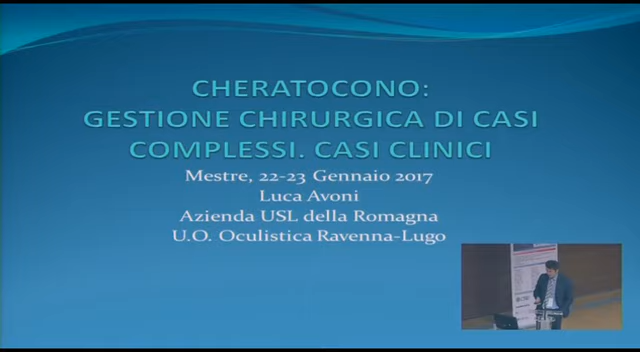 CHERATOCONO:
GESTIONE CHIRURGICA DI CASI
COMPLESSI. CASI CLINICI
Mestre, 22-23 Gennaio 2017
Luca Avoni
Azienda USL della Romagna
U.O. Oculistica Ravenna-Lugo